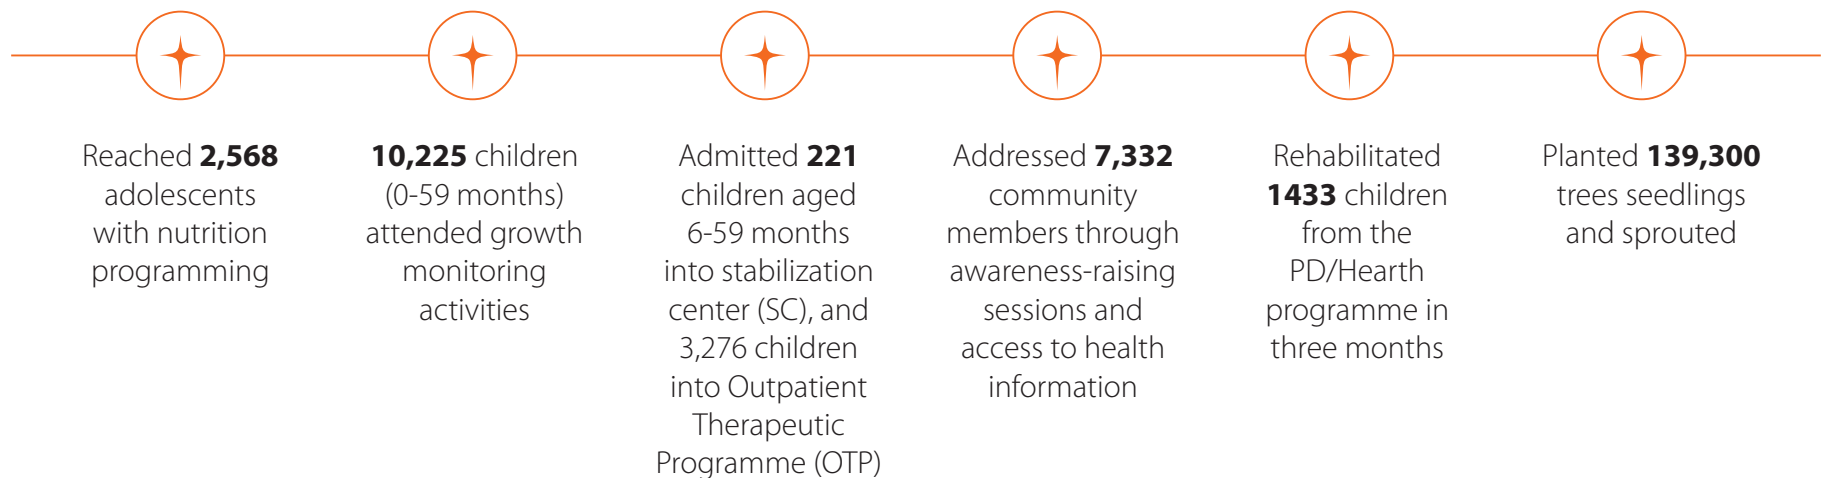 Reached 2,568
adolescents
with nutrition
programming
10,225 children
(0-59 months)
attended growth
monitoring
activities
Admitted 221
children aged
6-59 months
into stabilization
center (SC), and
3,276 children
into Outpatient
Therapeutic
Programme (OTP)
Addressed 7,332
community
members through
awareness-raising
sessions and
access to health
information
Rehabilitated
1433 children
from the
PD/Hearth
programme in
three months
Planted 139,300
trees seedlings
and sprouted